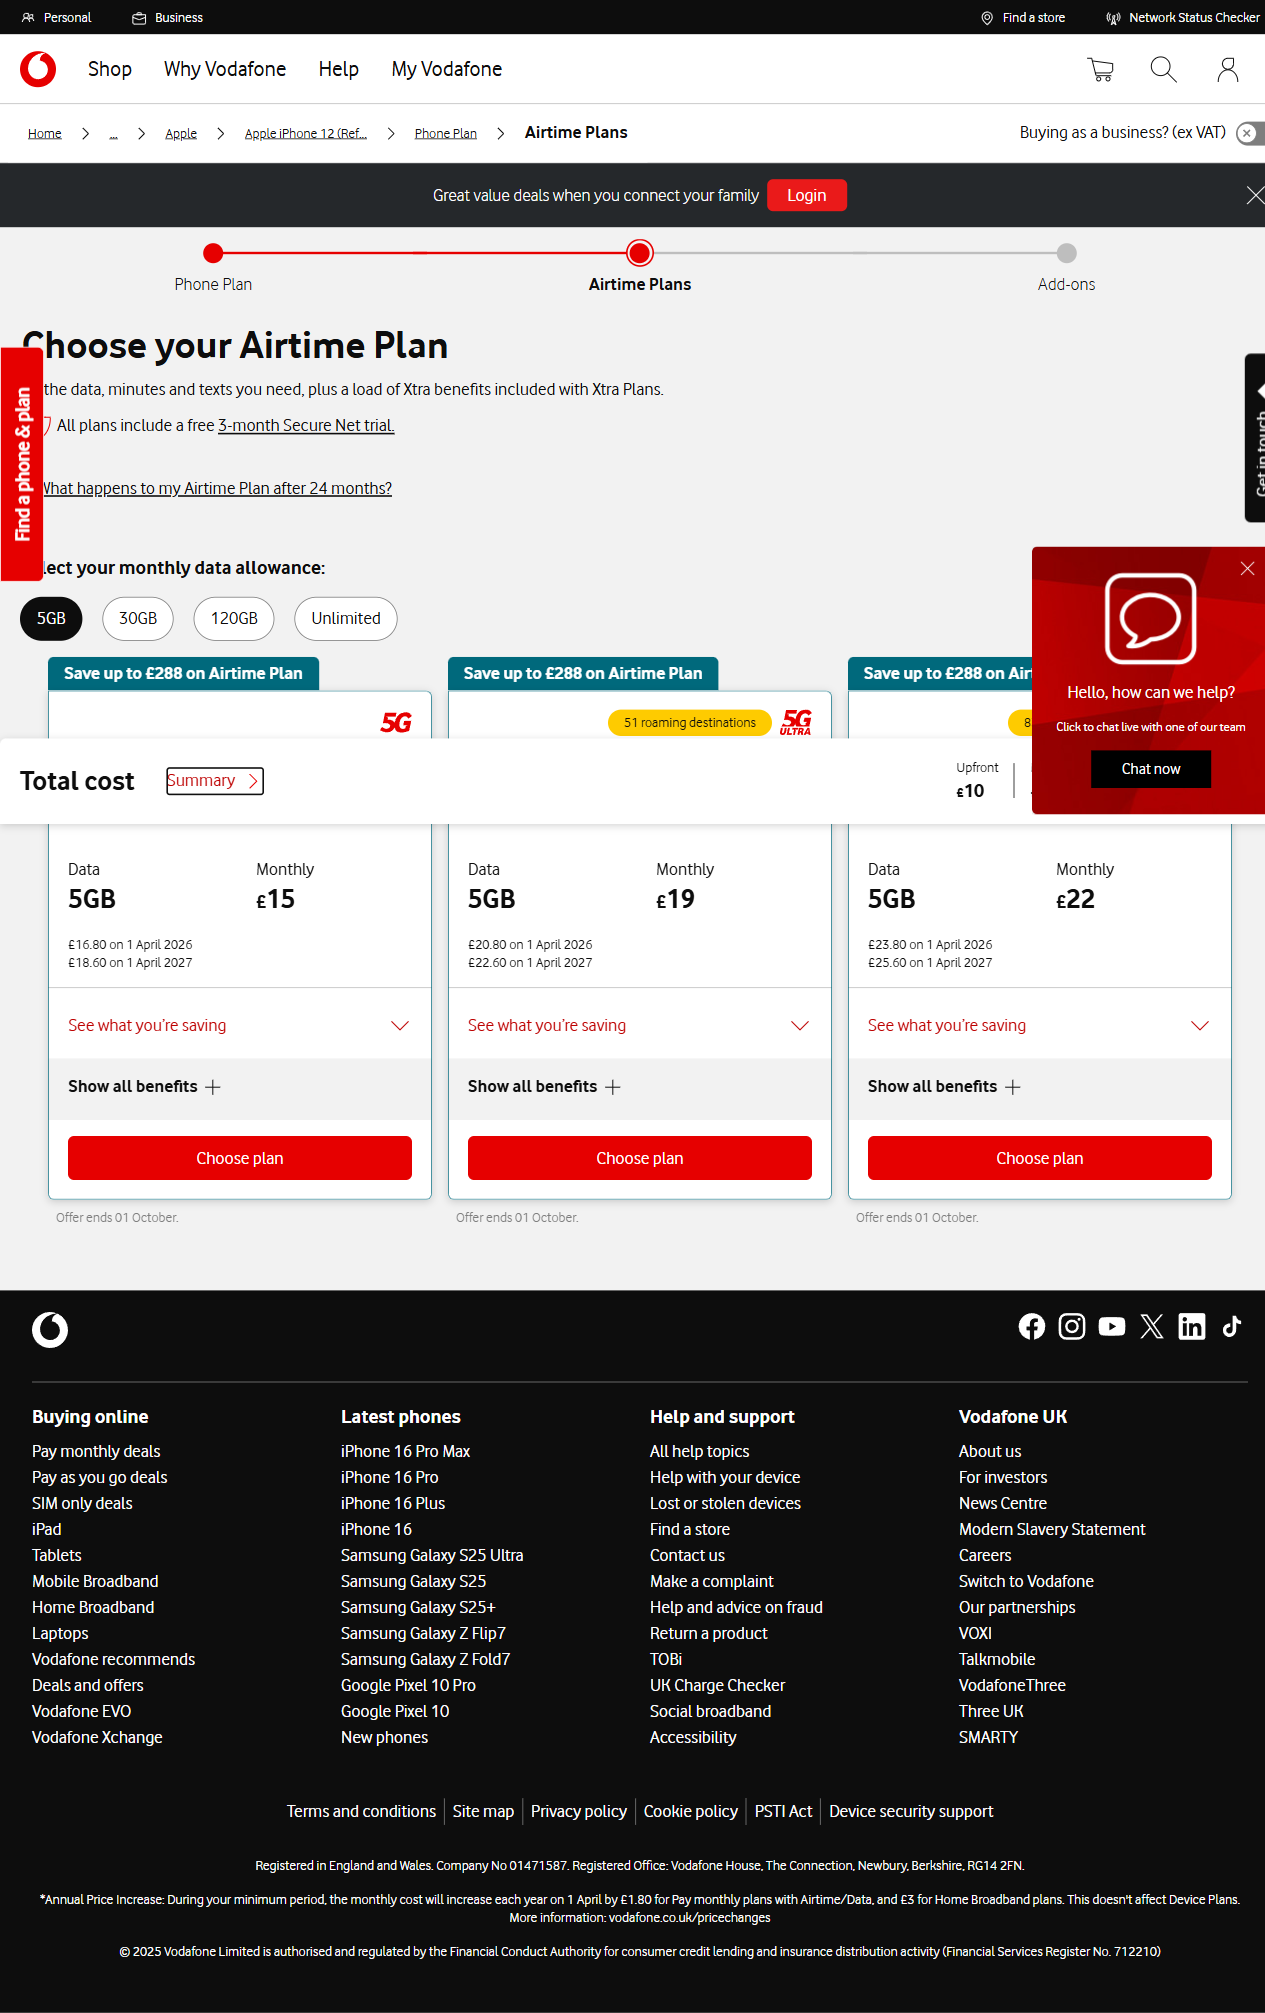 Personal
Business
Find a store
Network Status Checker
Shop
Why Vodafone
Help
My Vodafone
Home
...
Apple
Apple iPhone 12 (Ref...
Phone Plan
Airtime Plans
Buying as a business? (ex VAT)
Great value deals when you connect your family
Login
Phone Plan
Airtime Plans
Add-ons
Choose your Airtime Plan
the data, minutes and texts you need, plus a load of Xtra benefits included with Xtra Plans.
All plans include a free 3-month Secure Net trial.
What happens to my Airtime Plan after 24 months?
Find a phone & plan
Get in touch
lect your monthly data allowance:
5GB
30GB
120GB
Unlimited
Hello, how can we help?
Click to chat live with one of our team
Chat now
Save up to £288 on Airtime Plan
Save up to £288 on Airtime Plan
Save up to £288 on Airt
5G
51 roaming destinations
5G ULTRA
8
Total cost
Summary
Upfront
£10
Data
5GB
Monthly
£15
£16.80 on 1 April 2026
£18.60 on 1 April 2027
See what you're saving
Show all benefits
Choose plan
Offer ends 01 October.
Data
5GB
Monthly
£19
£20.80 on 1 April 2026
£22.60 on 1 April 2027
See what you're saving
Show all benefits
Choose plan
Offer ends 01 October.
Data
5GB
Monthly
£22
£23.80 on 1 April 2026
£25.60 on 1 April 2027
See what you're saving
Show all benefits
Choose plan
Offer ends 01 October.
Buying online
Pay monthly deals
Pay as you go deals
SIM only deals
iPad
Tablets
Mobile Broadband
Home Broadband
Laptops
Vodafone recommends
Deals and offers
Vodafone EVO
Vodafone Xchange
Latest phones
iPhone 16 Pro Max
iPhone 16 Pro
iPhone 16 Plus
iPhone 16
Samsung Galaxy S25 Ultra
Samsung Galaxy S25
Samsung Galaxy S25+
Samsung Galaxy Z Flip7
Samsung Galaxy Z Fold7
Google Pixel 10 Pro
Google Pixel 10
New phones
Help and support
All help topics
Help with your device
Lost or stolen devices
Find a store
Contact us
Make a complaint
Help and advice on fraud
Return a product
TOBi
UK Charge Checker
Social broadband
Accessibility
Vodafone UK
About us
For investors
News Centre
Modern Slavery Statement
Careers
Switch to Vodafone
Our partnerships
VOXI
Talkmobile
VodafoneThree
Three UK
SMARTY
Terms and conditions
Site map
Privacy policy
Cookie policy
PSTI Act
Device security support
Registered in England and Wales. Company No 01471587. Registered Office: Vodafone House, The Connection, Newbury, Berkshire, RG14 2FN.
*Annual Price Increase: During your minimum period, the monthly cost will increase each year on 1 April by £1.80 for Pay monthly plans with Airtime/Data, and £3 for Home Broadband plans. This doesn't affect Device Plans.
More information: vodafone.co.uk/pricechanges
© 2025 Vodafone Limited is authorised and regulated by the Financial Conduct Authority for consumer credit lending and insurance distribution activity (Financial Services Register No. 712210)